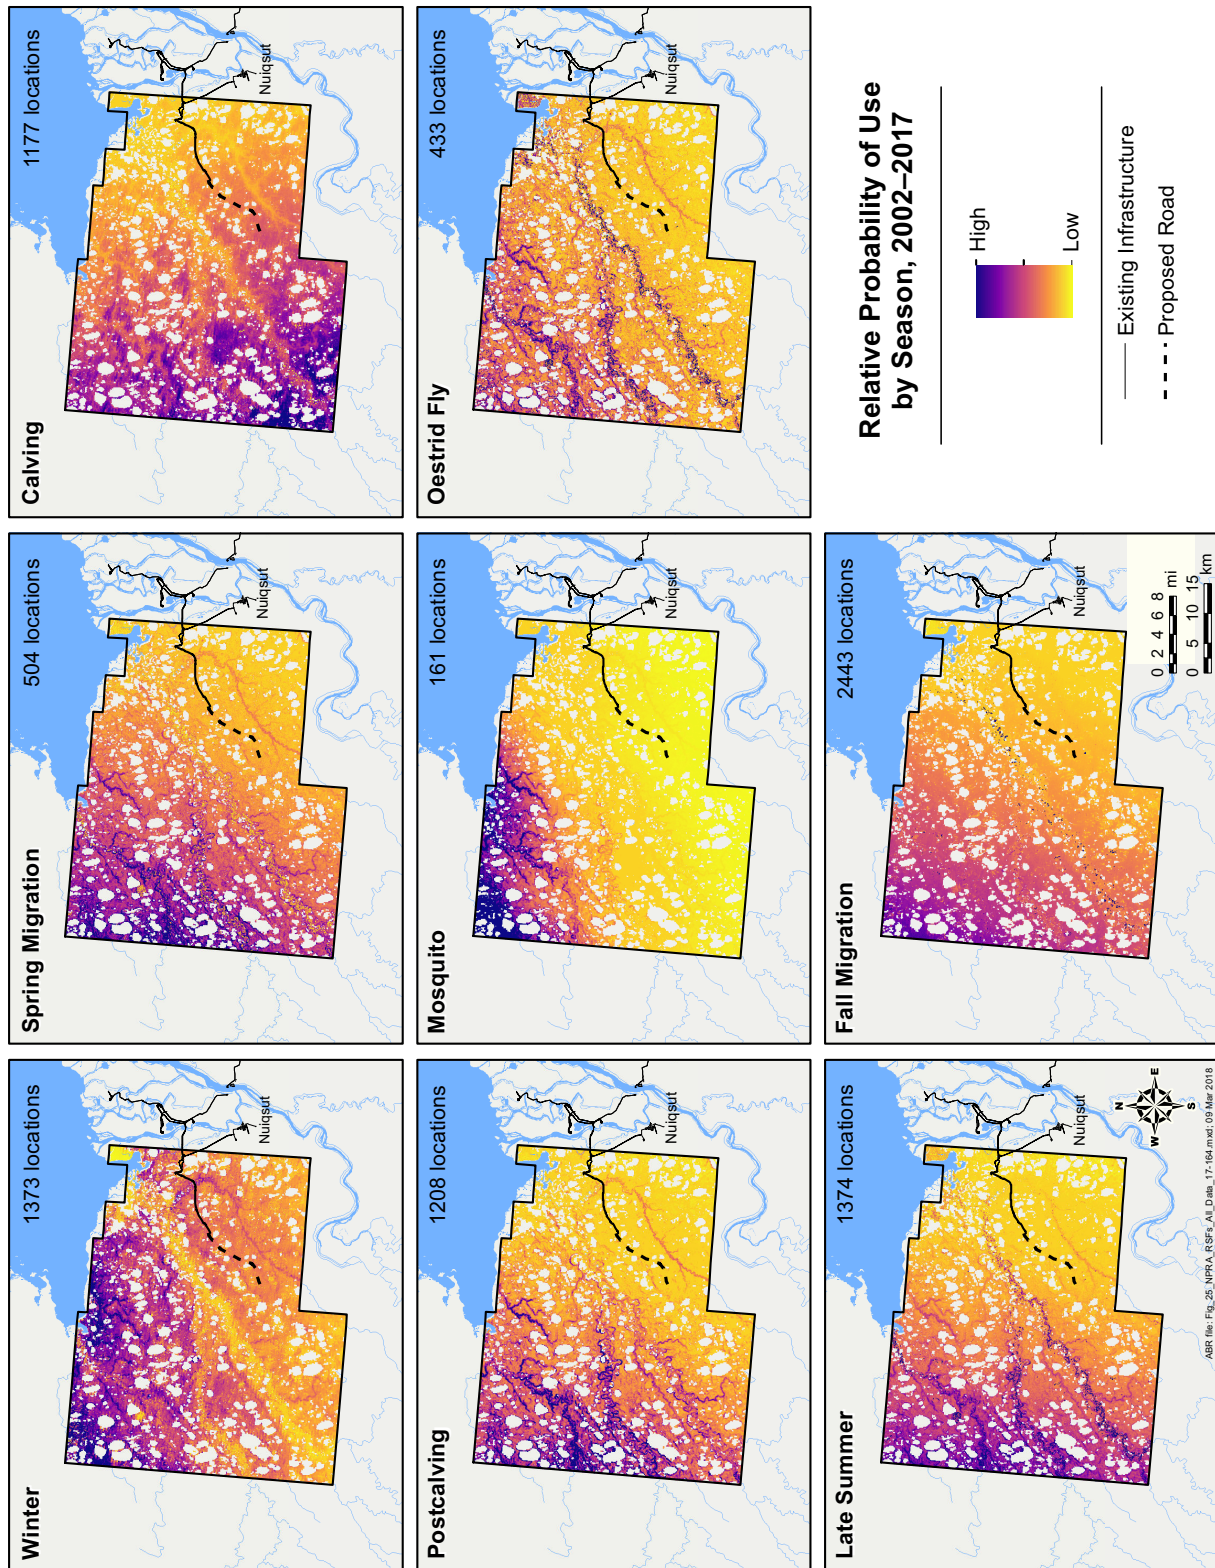 Winter
1373 locations
Nuiqsut
Spring Migration
504 locations
Nuiqsut
Calving
1177 locations
Nuiqsut
Postcalving
1208 locations
Nuiqsut
Mosquito
161 locations
Nuiqsut
Oestrid Fly
433 locations
Nuiqsut
Late Summer
1374 locations
N
W E
S
ABR file: Fig_25_NPRA_RSFs_All_Data_17-164.mxd; 09 Mar 2018
Fall Migration
2443 locations
Nuiqsut
0 2 4 6 8 mi
0 5 10 15 km
Relative Probability of Use
by Season, 2002–2017
High
Low
Existing Infrastructure
Proposed Road